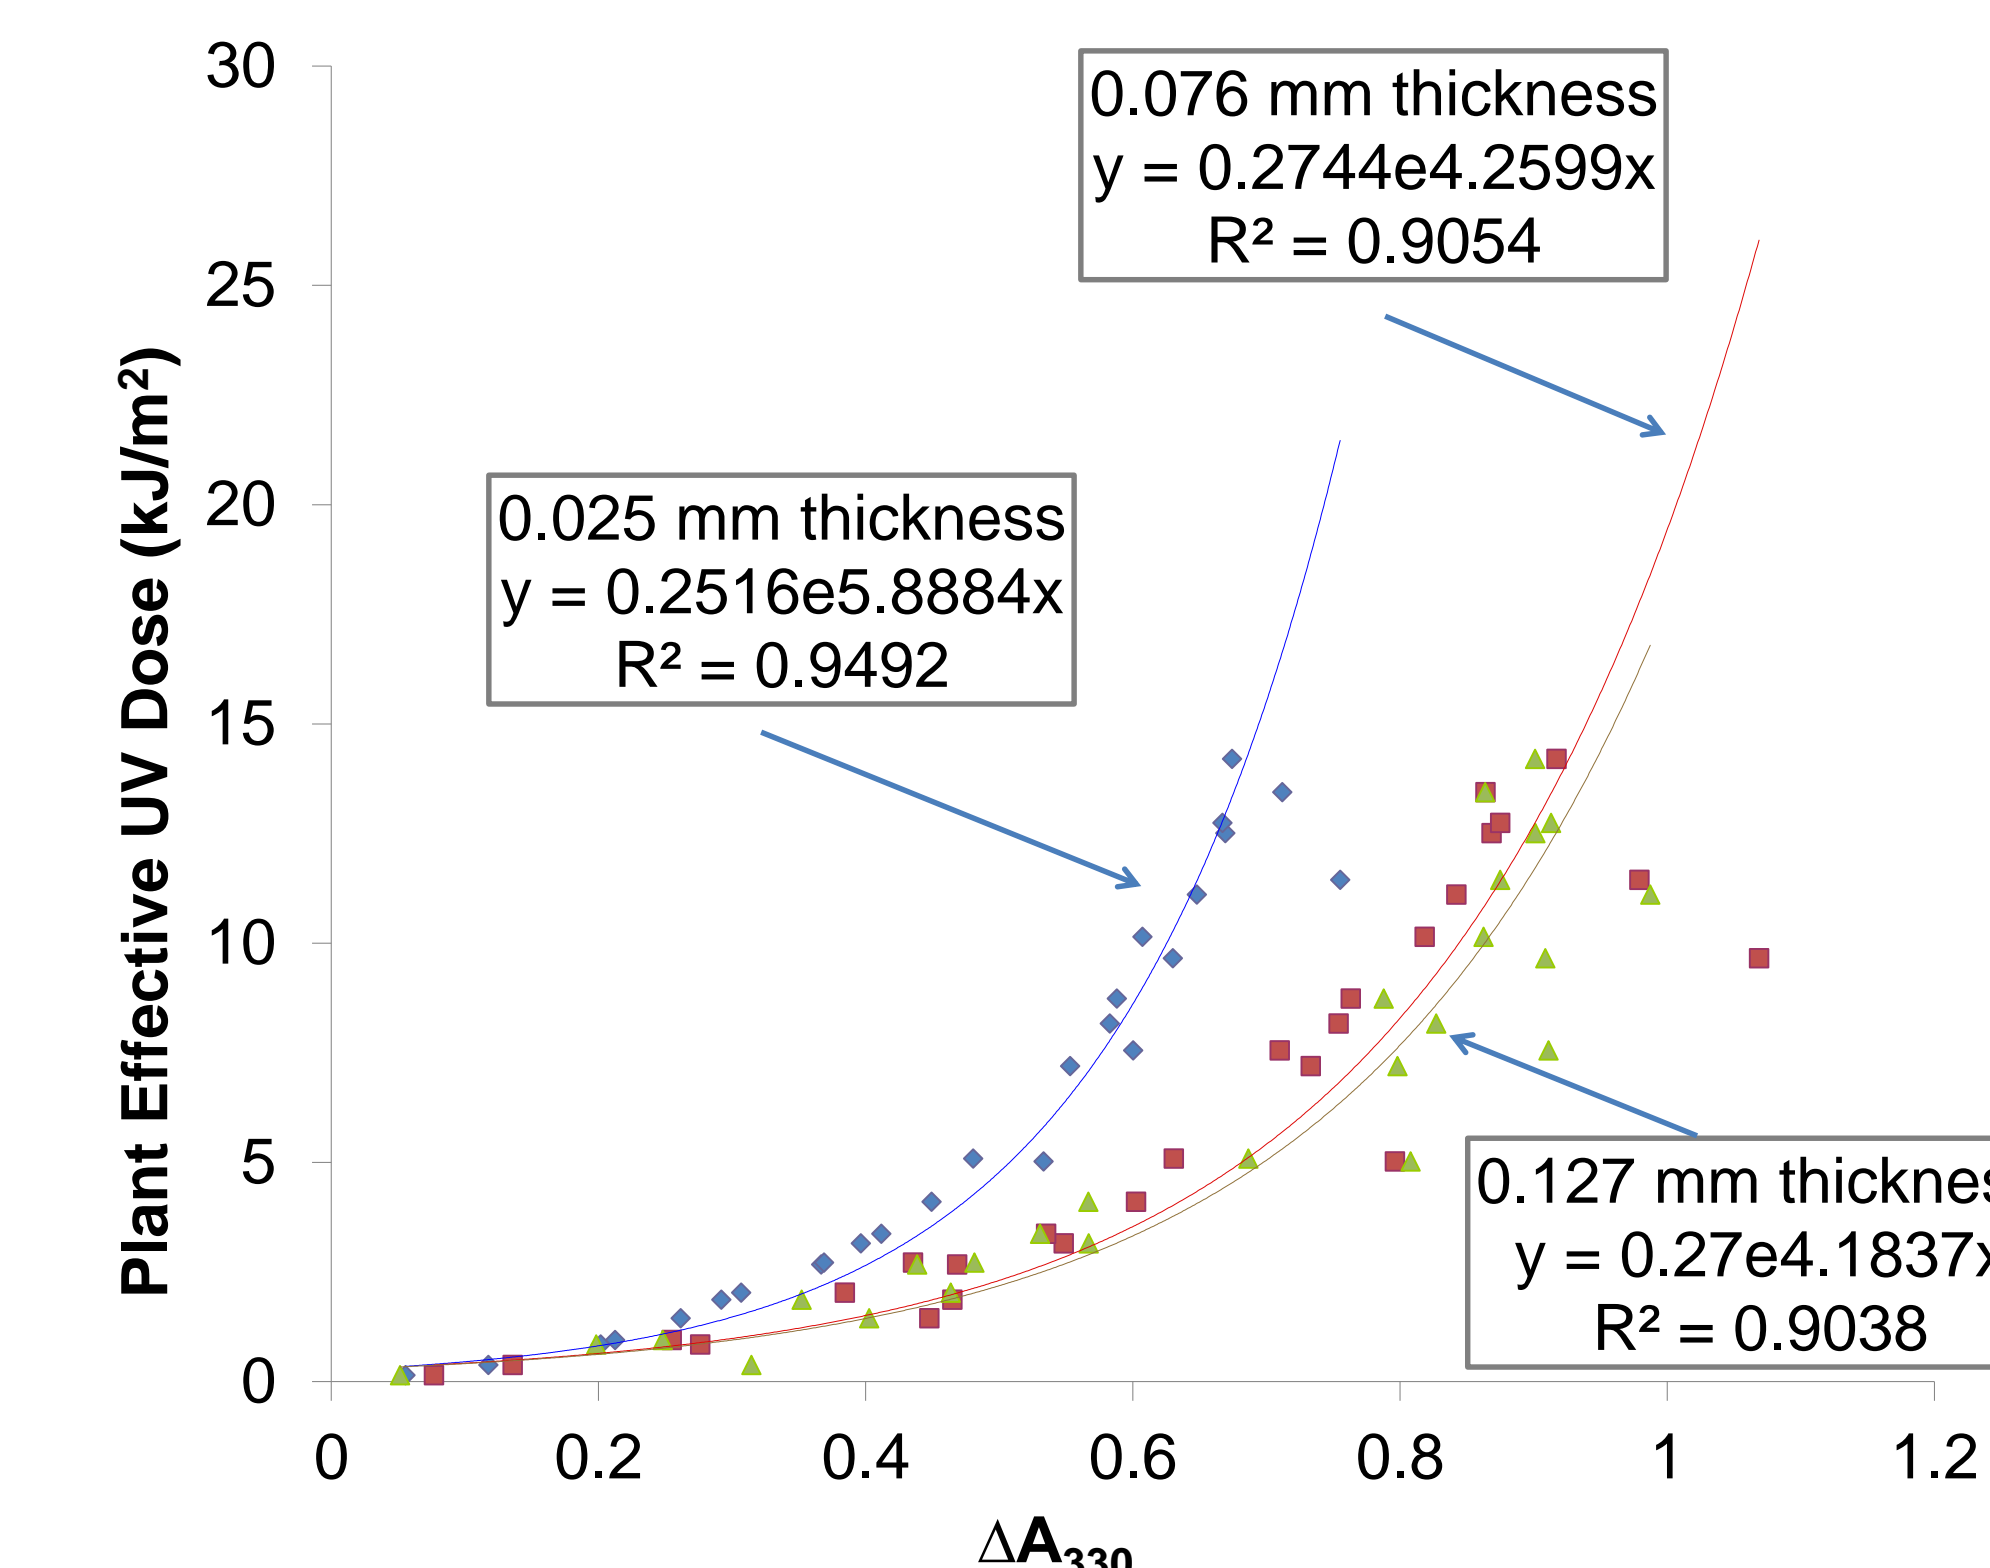 30
25
20
15
10
5
0
Plant Effective UV Dose (kJ/m²)
0.076 mm thickness
y = 0.2744e4.2599x
R² = 0.9054
0.025 mm thickness
y = 0.2516e5.8884x
R² = 0.9492
0.127 mm thicknes
y = 0.27e4.1837x
R² = 0.9038
0 0.2 0.4 0.6 0.8 1 1.2
ΔA₃₃₀